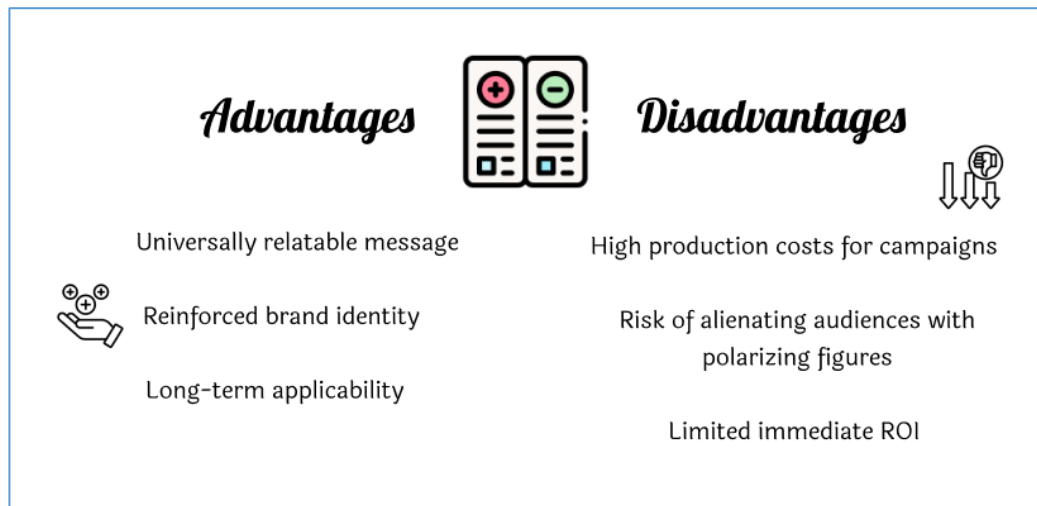 Advantages
Disadvantages
Universally relatable message
Reinforced brand identity
Long-term applicability
High production costs for campaigns
Risk of alienating audiences with
polarizing figures
Limited immediate ROI